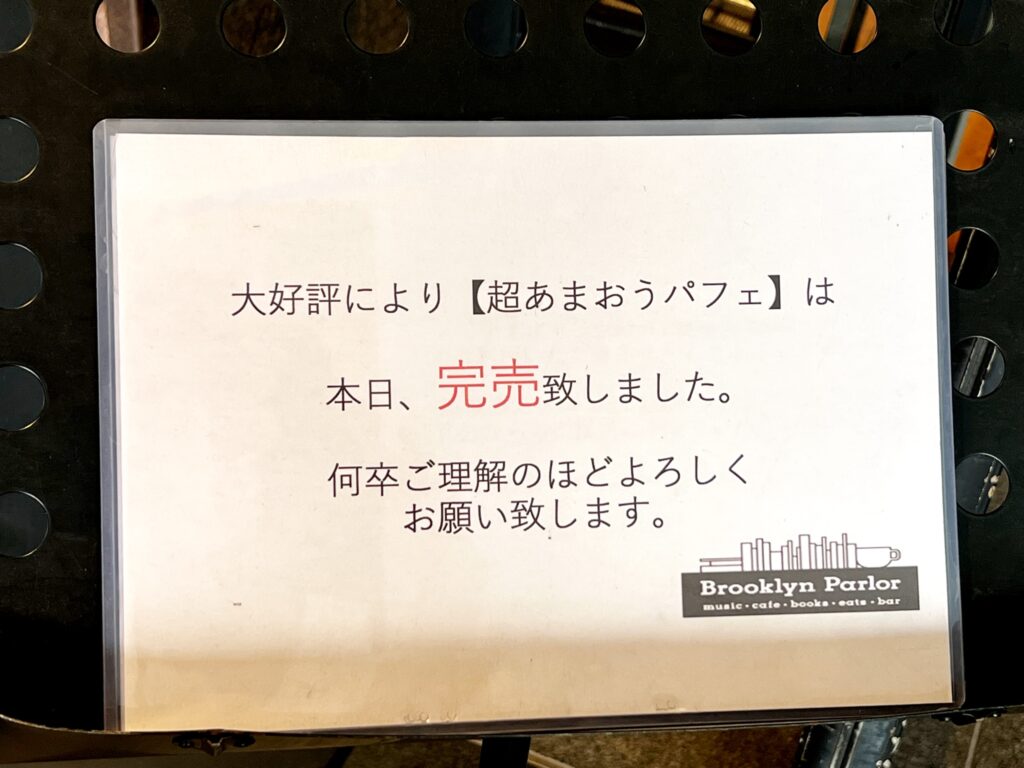 大好評により【超あまおうパフェ】は
本日、完売致しました。
何卒ご理解のほどよろしく
お願い致します。
Brooklyn Parlor
music・cafe・books・eats・bar